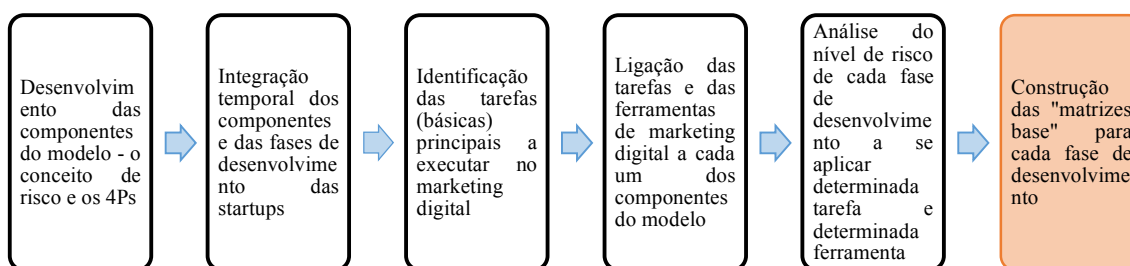 Desenvolvim
ento das
componentes
do modelo - o
conceito de
risco e os 4Ps
Integração
temporal dos
componentes
e das fases de
desenvolvime
nto das
startups
Identificação
das tarefas
(básicas)
principais a
executar no
marketing
digital
Ligação das
tarefas e das
ferramentas
de marketing
digital a cada
um dos
componentes
do modelo
Análise do
nível de risco
de cada fase
de
desenvolvime
nto a se
aplicar
determinada
tarefa e
determinada
ferramenta
Construção
das "matrizes
base" para
cada fase de
desenvolvime
nto